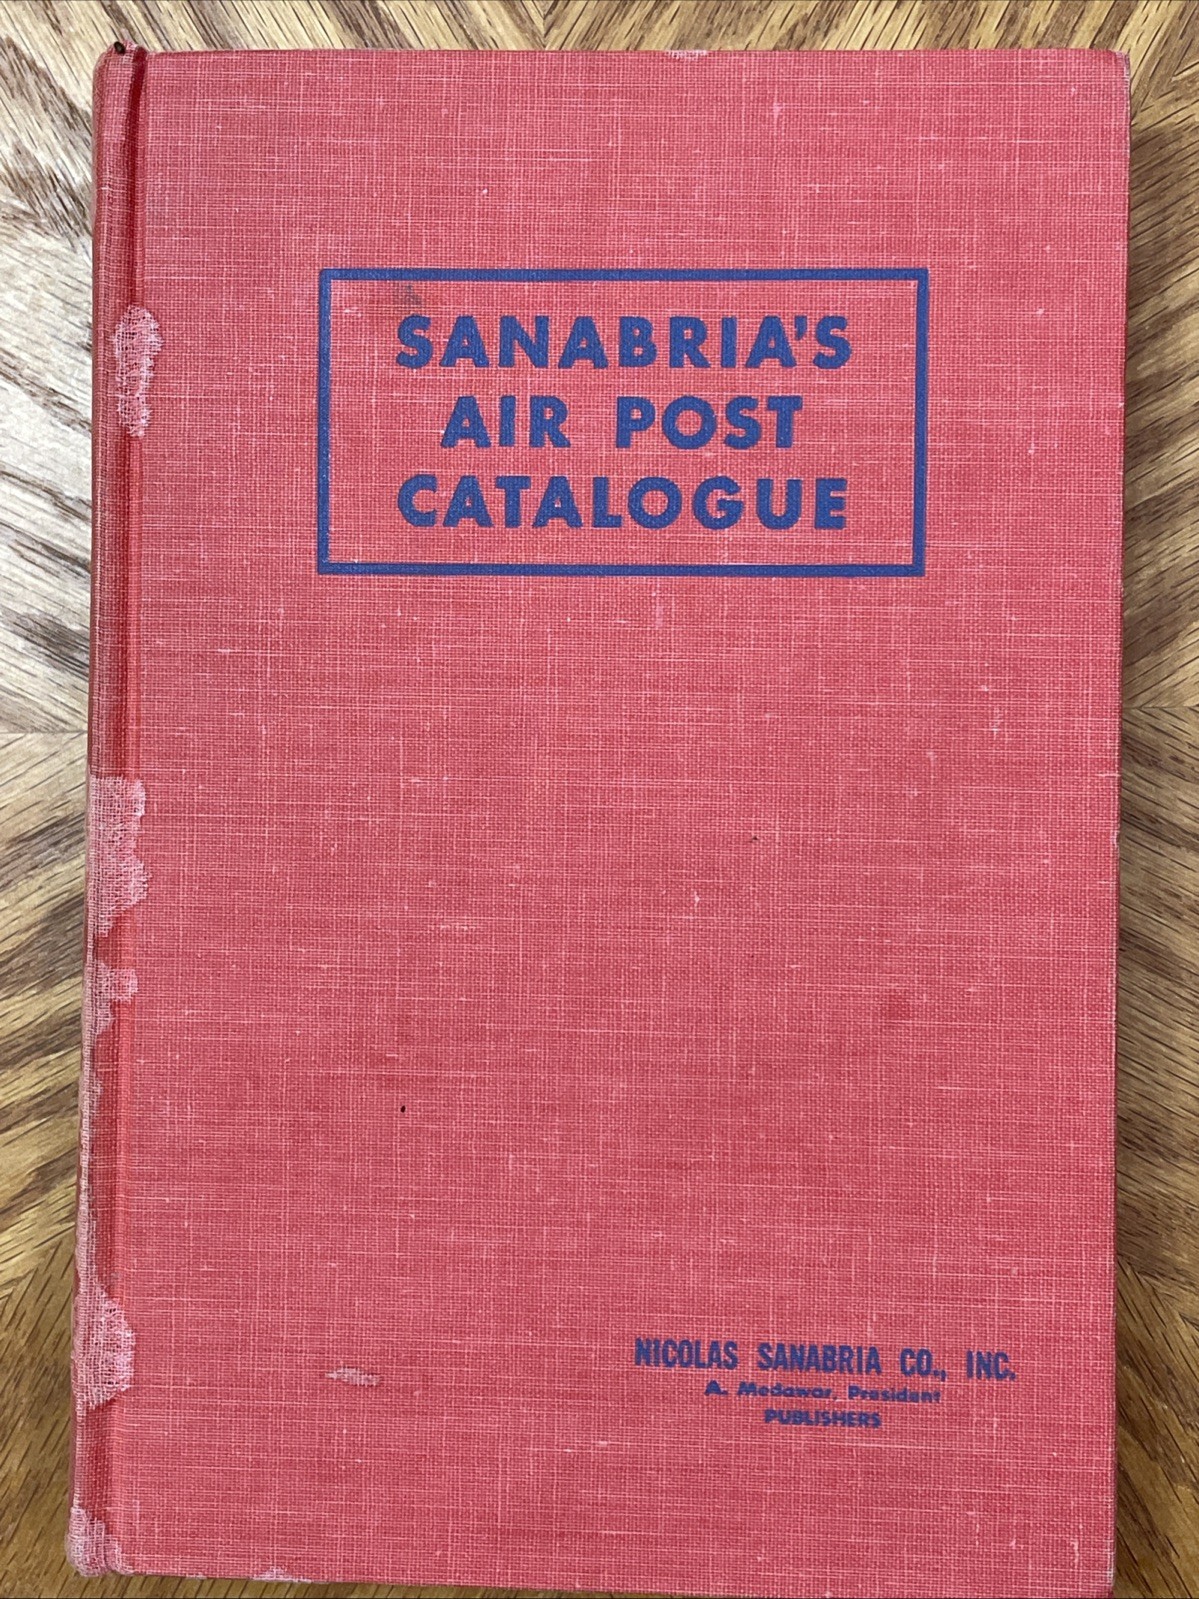 SANABRIA'S
AIR POST
CATALOGUE
NICOLAS SANABRIA CO., INC.
A. Medawar, President
PUBLISHERS